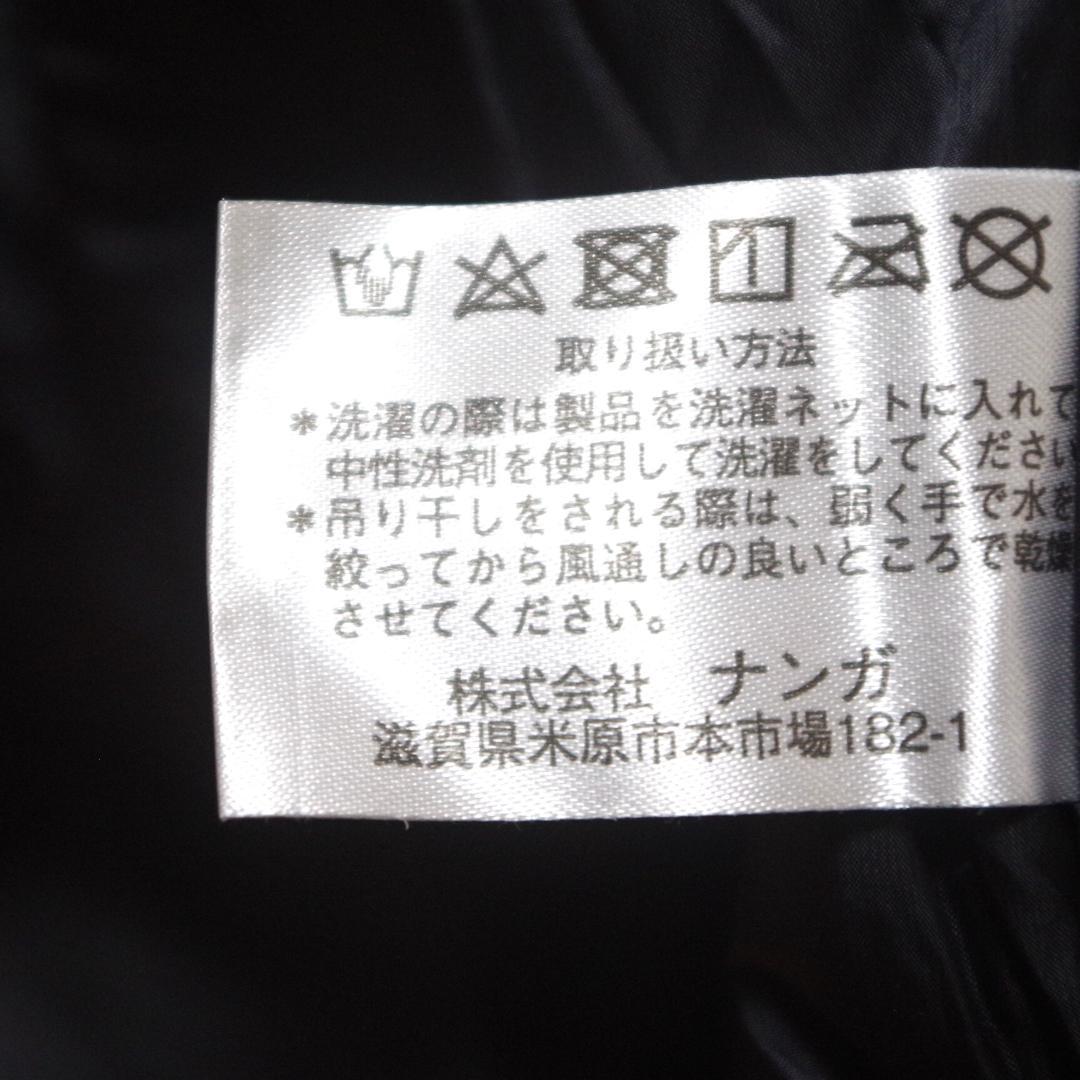 取り扱い方法
*洗濯の際は製品を洗濯ネットに入れて
中性洗剤を使用して洗濯をしてください
*吊り干しをされる際は、弱く手で水を
絞ってから風通しの良いところで乾燥
させてください。
株式会社 ナンガ
滋賀県米原市本市場182-1